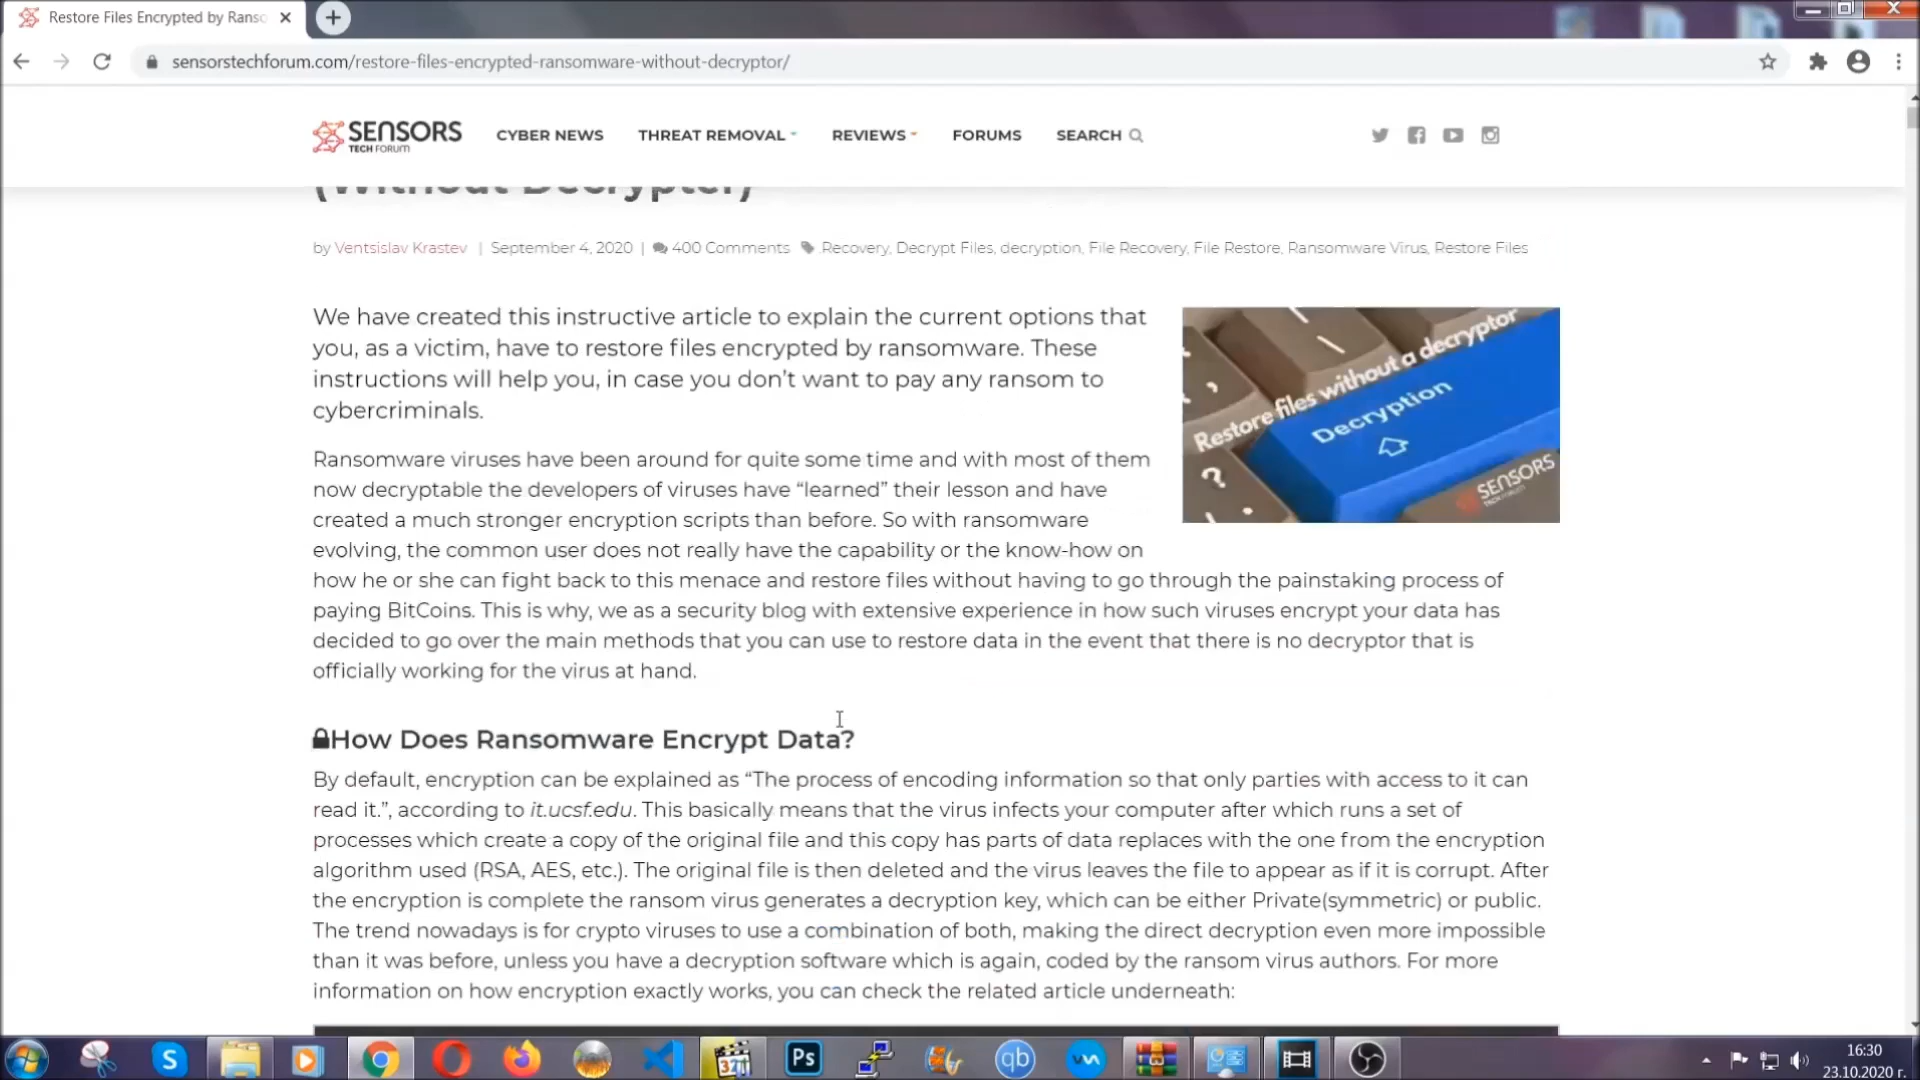 Restore Files Encrypted by Ranso
sensorstechforum.com/restore-files-encrypted-ransomware-without-decryptor/
SENSORS
TECH FORUM
CYBER NEWS THREAT REMOVAL REVIEWS FORUMS SEARCH
(Without Decrypter)
by Ventsislav Krastev | September 4, 2020 | 400 Comments Recovery, Decrypt Files, decryption, File Recovery, File Restore, Ransomware Virus, Restore Files
We have created this instructive article to explain the current options that
you, as a victim, have to restore files encrypted by ransomware. These
instructions will help you, in case you don’t want to pay any ransom to
cybercriminals.
Restore files without a decryptor
Decryption
SENSORS
Ransomware viruses have been around for quite some time and with most of them
now decryptable the developers of viruses have “learned” their lesson and have
created a much stronger encryption scripts than before. So with ransomware
evolving, the common user does not really have the capability or the know-how on
how he or she can fight back to this menace and restore files without having to go through the painstaking process of
paying BitCoins. This is why, we as a security blog with extensive experience in how such viruses encrypt your data has
decided to go over the main methods that you can use to restore data in the event that there is no decryptor that is
officially working for the virus at hand.
How Does Ransomware Encrypt Data?
By default, encryption can be explained as “The process of encoding information so that only parties with access to it can
read it.”, according to it.ucsf.edu. This basically means that the virus infects your computer after which runs a set of
processes which create a copy of the original file and this copy has parts of data replaces with the one from the encryption
algorithm used (RSA, AES, etc.). The original file is then deleted and the virus leaves the file to appear as if it is corrupt. After
the encryption is complete the ransom virus generates a decryption key, which can be either Private(symmetric) or public.
The trend nowadays is for crypto viruses to use a combination of both, making the direct decryption even more impossible
than it was before, unless you have a decryption software which is again, coded by the ransom virus authors. For more
information on how encryption exactly works, you can check the related article underneath:
Ps
qb
16:30
23.10.2020 г.